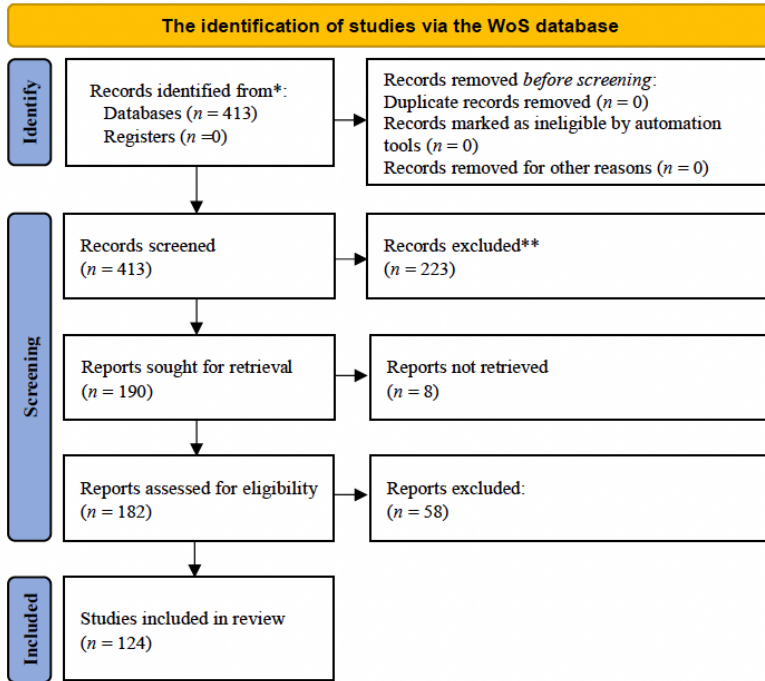 The identification of studies via the WoS database
Identify
Records identified from*:
Databases (n = 413)
Registers (n =0)
Records removed before screening:
Duplicate records removed (n = 0)
Records marked as ineligible by automation
tools (n = 0)
Records removed for other reasons (n = 0)
Screening
Records screened
(n = 413)
Records excluded**
(n = 223)
Reports sought for retrieval
(n = 190)
Reports not retrieved
(n = 8)
Reports assessed for eligibility
(n = 182)
Reports excluded:
(n = 58)
Included
Studies included in review
(n = 124)